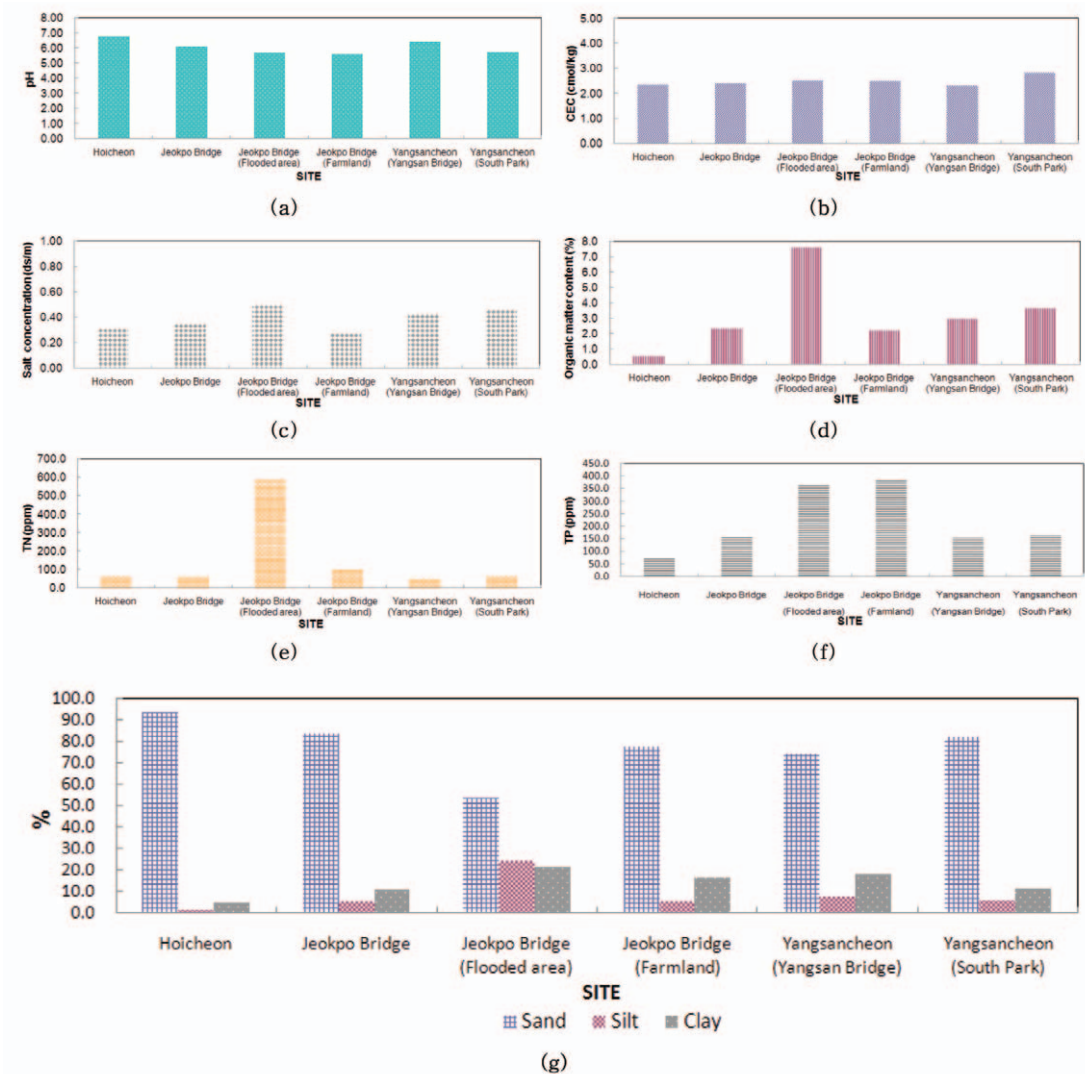 8.00
7.00
6.00
5.00
4.00
3.00
2.00
1.00
0.00
pH
Hoicheon
Jeokpo Bridge
Jeokpo Bridge
(Flooded area)
Jeokpo Bridge
(Farmland)
Yangsancheon
(Yangsan Bridge)
Yangsancheon
(South Park)
SITE
(a)
5.00
4.00
3.00
2.00
1.00
0.00
CEC (cmol/kg)
Hoicheon
Jeokpo Bridge
Jeokpo Bridge
(Flooded area)
Jeokpo Bridge
(Farmland)
Yangsancheon
(Yangsan Bridge)
Yangsancheon
(South Park)
SITE
(b)
1.00
0.80
0.60
0.40
0.20
0.00
Salt concentration(ds/m)
Hoicheon
Jeokpo Bridge
Jeokpo Bridge
(Flooded area)
Jeokpo Bridge
(Farmland)
Yangsancheon
(Yangsan Bridge)
Yangsancheon
(South Park)
SITE
(c)
8.0
7.0
6.0
5.0
4.0
3.0
2.0
1.0
0.0
Organic matter content (%)
Hoicheon
Jeokpo Bridge
Jeokpo Bridge
(Flooded area)
Jeokpo Bridge
(Farmland)
Yangsancheon
(Yangsan Bridge)
Yangsancheon
(South Park)
SITE
(d)
700.0
600.0
500.0
400.0
300.0
200.0
100.0
0.0
TN (ppm)
Hoicheon
Jeokpo Bridge
Jeokpo Bridge
(Flooded area)
Jeokpo Bridge
(Farmland)
Yangsancheon
(Yangsan Bridge)
Yangsancheon
(South Park)
SITE
(e)
450.0
400.0
350.0
300.0
250.0
200.0
150.0
100.0
50.0
0.0
TP (ppm)
Hoicheon
Jeokpo Bridge
Jeokpo Bridge
(Flooded area)
Jeokpo Bridge
(Farmland)
Yangsancheon
(Yangsan Bridge)
Yangsancheon
(South Park)
SITE
(f)
100.0
90.0
80.0
70.0
60.0
50.0
40.0
30.0
20.0
10.0
0.0
%
Hoicheon
Jeokpo Bridge
Jeokpo Bridge
(Flooded area)
Jeokpo Bridge
(Farmland)
Yangsancheon
(Yangsan Bridge)
Yangsancheon
(South Park)
SITE
Sand Silt Clay
(g)